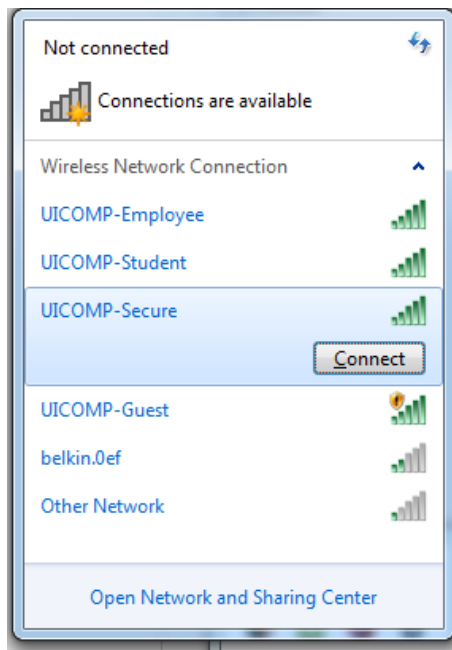 Not connected
Connections are available
Wireless Network Connection
UICOMP-Employee
UICOMP-Student
UICOMP-Secure
Connect
UICOMP-Guest
belkin.0ef
Other Network
Open Network and Sharing Center